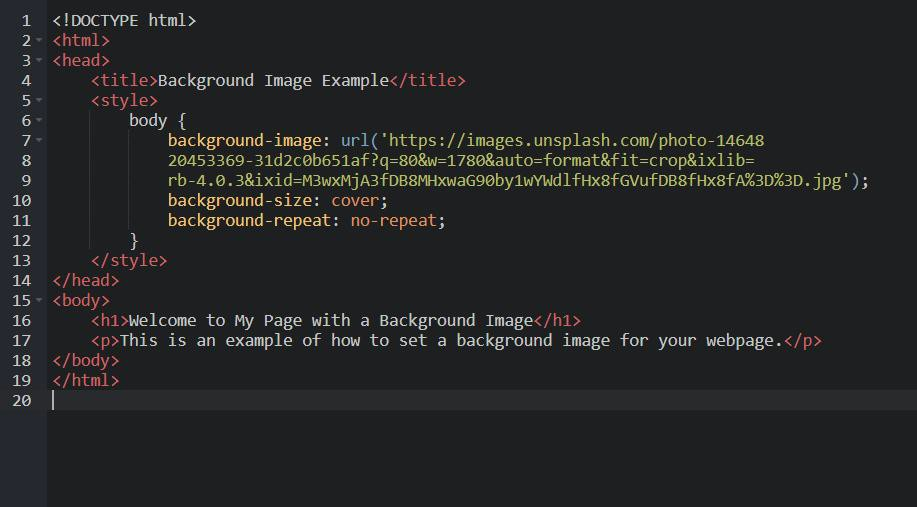 1 <!DOCTYPE html>
2 <html>
3 <head>
4     <title>Background Image Example</title>
5     <style>
6         body {
7             background-image: url('https://images.unsplash.com/photo-14648
8             20453369-31d2c0b651af?q=80&w=1780&auto=format&fit=crop&ixlib=
9             rb-4.0.3&ixid=M3wxMjA3fDB8MHxwaG90by1wYWdlfHx8fGVufDB8fHx8fA%3D%3D.jpg');
10             background-size: cover;
11             background-repeat: no-repeat;
12         }
13     </style>
14 </head>
15 <body>
16     <h1>Welcome to My Page with a Background Image</h1>
17     <p>This is an example of how to set a background image for your webpage.</p>
18 </body>
19 </html>
20